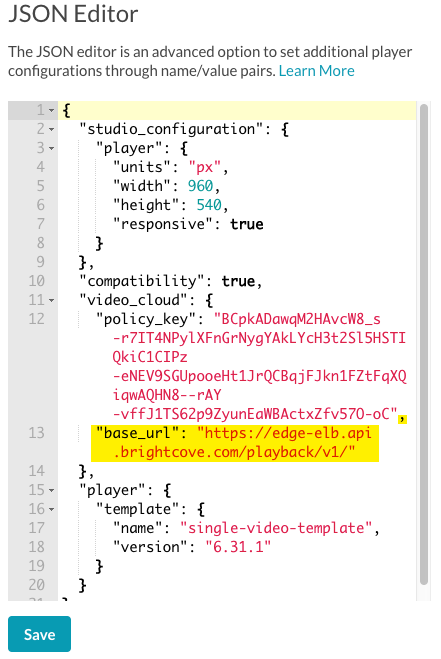 JSON Editor
The JSON editor is an advanced option to set additional player
configurations through name/value pairs. Learn More
1 {
2 "studio_configuration": {
3 "player": {
4 "units": "px",
5 "width": 960,
6 "height": 540,
7 "responsive": true
8 }
9 },
10 "compatibility": true,
11 "video_cloud": {
12 "policy_key": "BCpkADawqM2HAvcW8_s
-r7IT4NPylXFnGrNygYAkLYcH3t2Sl5HSTI
QkiC1CIPz
-eNEV9SGUpooeHt1JrQCBqjFJkn1FZtFqXQ
iqwAQHN8--rAY
-vffJ1TS62p9ZyunEaWBActxZfv57O-oC",
13 "base_url": "https://edge-elb.api
.brightcove.com/playback/v1/"
14 },
15 "player": {
16 "template": {
17 "name": "single-video-template",
18 "version": "6.31.1"
19 }
20 }
Save